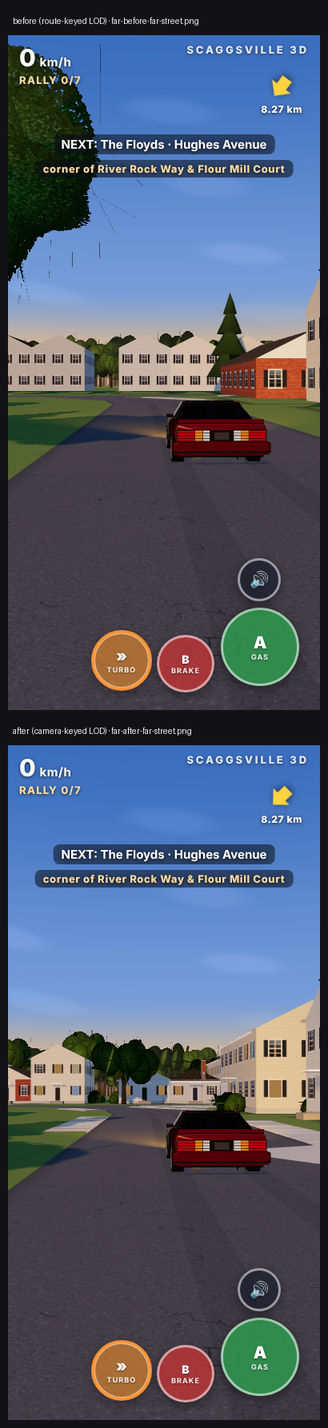 before (route-keyed LOD) · far-before-far-street.png
0 km/h
SCAGGSVILLE 3D
RALLY 0/7
8.27 km
NEXT: The Floyds · Hughes Avenue
corner of River Rock Way & Flour Mill Court
» TURBO
B BRAKE
A GAS
after (camera-keyed LOD) · far-after-far-street.png
0 km/h
SCAGGSVILLE 3D
RALLY 0/7
8.27 km
NEXT: The Floyds · Hughes Avenue
corner of River Rock Way & Flour Mill Court
» TURBO
B BRAKE
A GAS